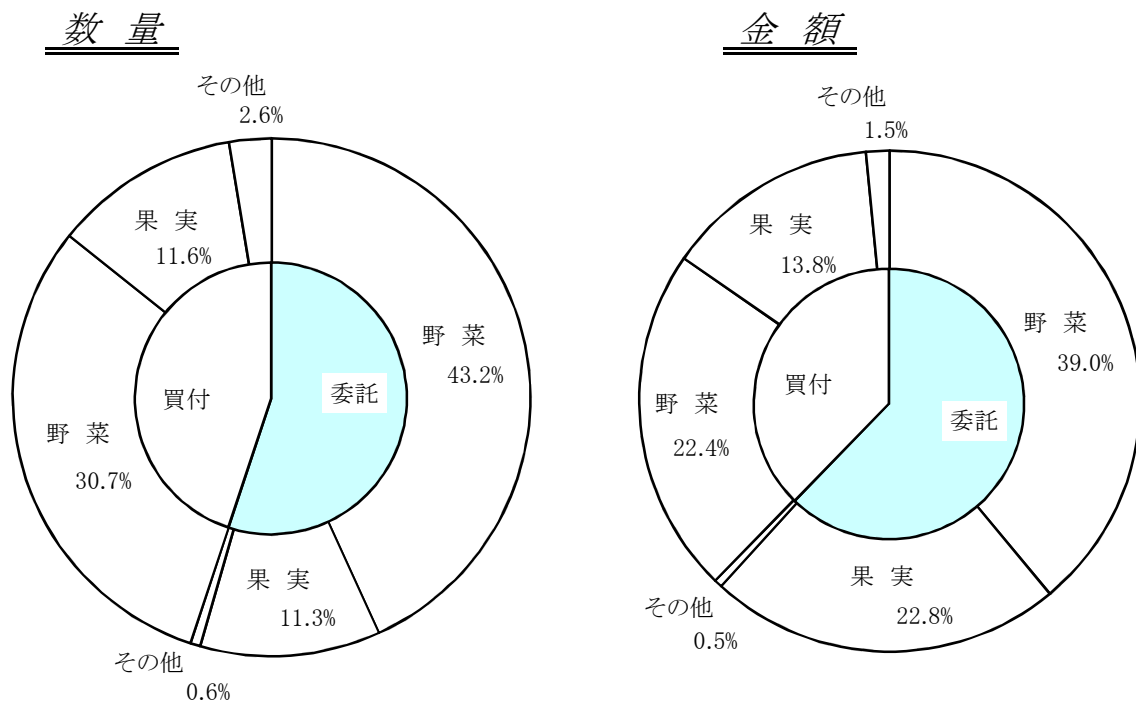 数 量
その他
2.6%
果 実
11.6%
野 菜
43.2%
買付
委託
野 菜
30.7%
果 実
11.3%
その他
0.6%
金 額
その他
1.5%
果 実
13.8%
野 菜
39.0%
買付
委託
野 菜
22.4%
果 実
22.8%
その他
0.5%